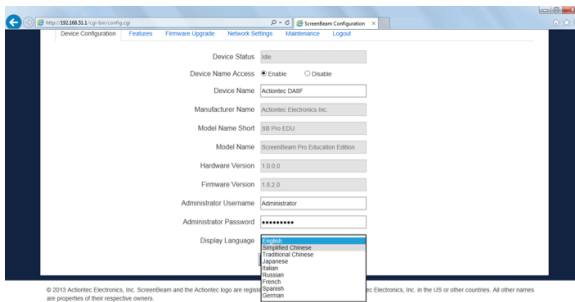 http://192.168.51.1/cgi-bin/config.cgi
ScreenBeam Configuration
Device Configuration Features Firmware Upgrade Network Settings Maintenance Logout
Device Status Idle
Device Name Access Enable Disable
Device Name Actiontec DA8F
Manufacturer Name Actiontec Electronics Inc.
Model Name Short SB Pro EDU
Model Name ScreenBeam Pro Education Edition
Hardware Version 1.0.0.0
Firmware Version 1.6.2.0
Administrator Username Administrator
Administrator Password •••••••••
Display Language English
Simplified Chinese
Traditional Chinese
Japanese
Italian
Russian
French
Spanish
German
© 2013 Actiontec Electronics, Inc. ScreenBeam and the Actiontec logo are regist ec Electronics, Inc. in the US or other countries. All other names
are properties of their respective owners.